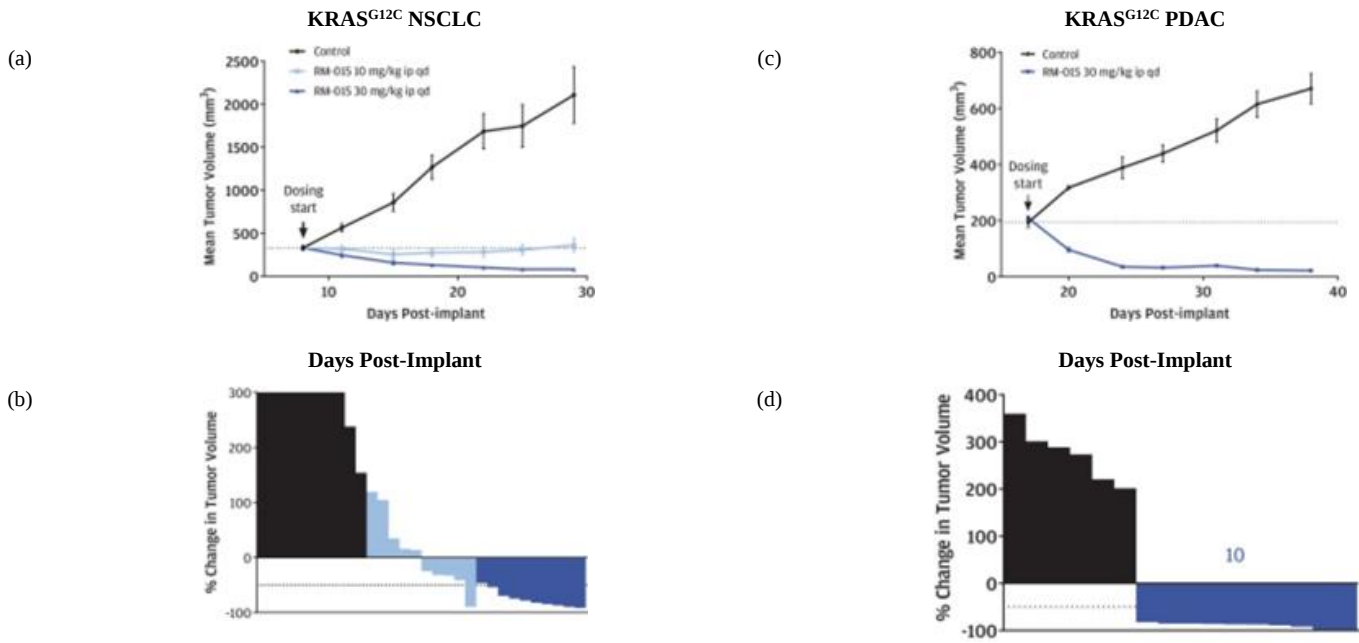 KRASG12C NSCLC
(a)
Control
RM-015 10 mg/kg ip qd
RM-015 30 mg/kg ip qd
Mean Tumor Volume (mm³)
2500
2000
1500
1000
500
0
Dosing
start
10
20
30
Days Post-implant
Days Post-Implant
(b)
% Change in Tumor Volume
300
200
100
0
-100
KRASG12C PDAC
(c)
Control
RM-015 30 mg/kg ip qd
Mean Tumor Volume (mm³)
800
600
400
200
0
Dosing
start
20
30
40
Days Post-implant
Days Post-Implant
(d)
% Change in Tumor Volume
400
300
200
100
0
-100
10